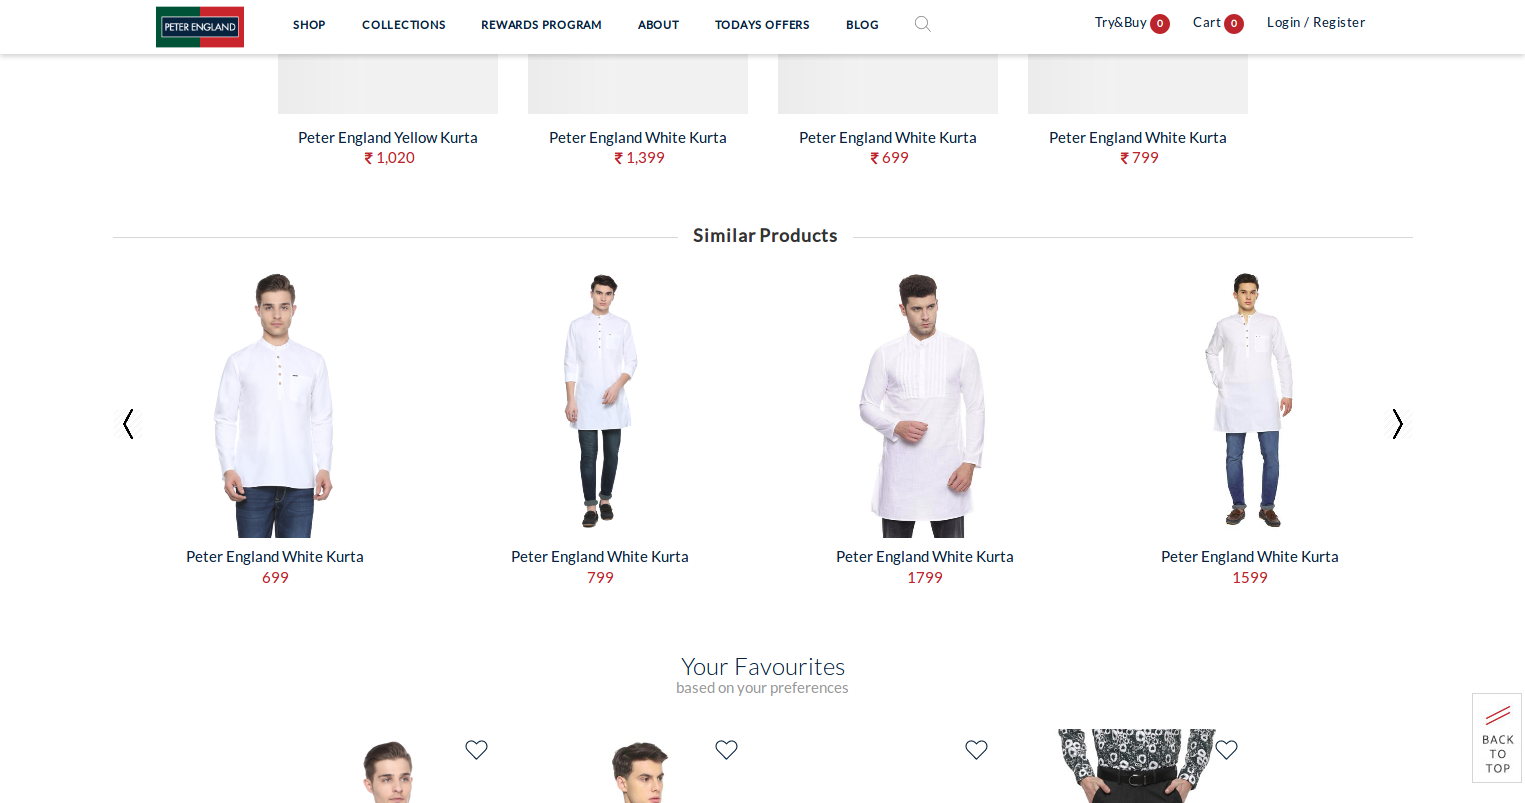 PETER ENGLAND
SHOP COLLECTIONS REWARDS PROGRAM ABOUT TODAYS OFFERS BLOG
Try&Buy 0 Cart 0 Login / Register
Peter England Yellow Kurta
₹ 1,020
Peter England White Kurta
₹ 1,399
Peter England White Kurta
₹ 699
Peter England White Kurta
₹ 799
Similar Products
Peter England White Kurta
699
Peter England White Kurta
799
Peter England White Kurta
1799
Peter England White Kurta
1599
Your Favourites
based on your preferences
BACK
TO
TOP